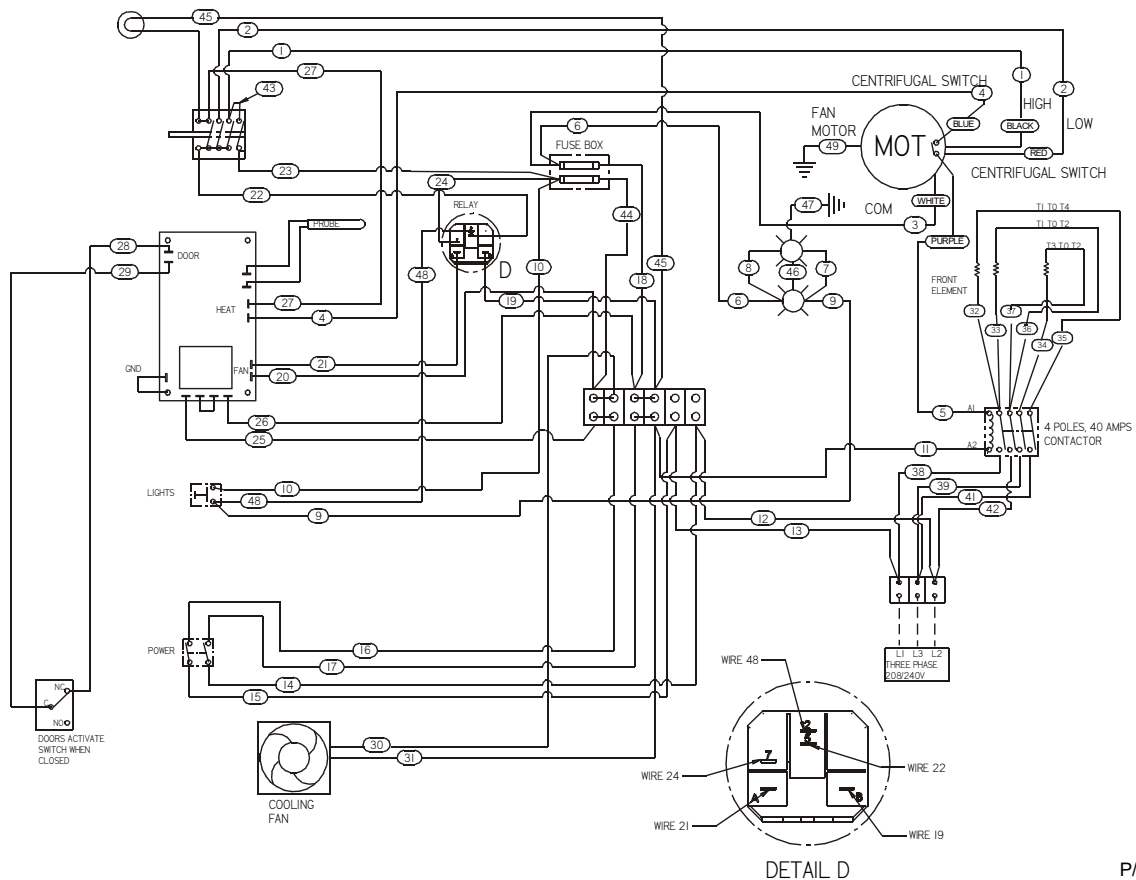 45
2
1
27
43
CENTRIFUGAL SWITCH
4
1
2
HIGH
LOW
BLUE
BLACK
RED
FAN
MOTOR
49
MOT
CENTRIFUGAL SWITCH
6
FUSE BOX
23
24
22
44
RELAY
D
WHITE
COM
3
47
PURPLE
T1 TO T4
T1 TO T2
T3 TO T2
28
29
DOOR
PROBE
48
10
18
45
8
46
7
6
9
FRONT
ELEMENT
32
33
37
36
34
35
27
HEAT
4
19
21
20
FAN
GND
26
25
5
A1
A2
4 POLES, 40 AMPS
CONTACTOR
11
38
39
41
42
LIGHTS
10
48
9
12
13
L1 L3 L2
THREE PHASE
208/240V
POWER
16
17
14
15
NC
C
NO
DOORS ACTIVATE
SWITCH WHEN
CLOSED
30
31
COOLING
FAN
WIRE 48
WIRE 24
WIRE 22
WIRE 21
WIRE 19
7
A
B
DETAIL D
P/